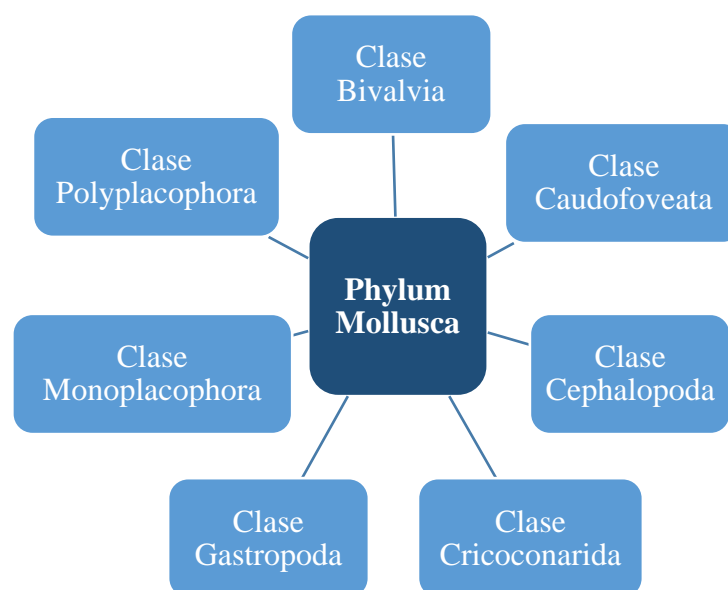 Clase
Bivalvia
Clase
Polyplacophora
Clase
Caudofoveata
Phylum
Mollusca
Clase
Monoplacophora
Clase
Cephalopoda
Clase
Gastropoda
Clase
Cricoconarida